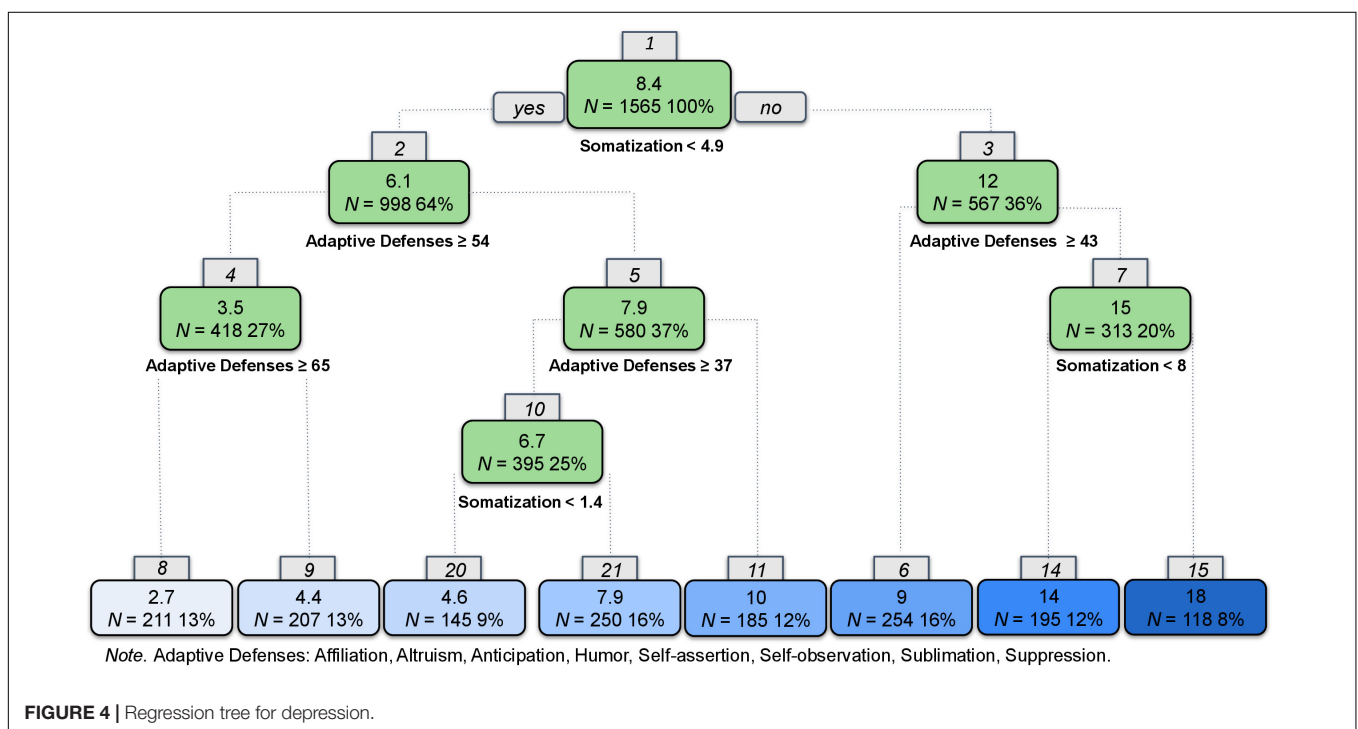 1
8.4
N = 1565 100%
yes
no
Somatization < 4.9
2
6.1
N = 998 64%
Adaptive Defenses ≥ 54
3
12
N = 567 36%
Adaptive Defenses ≥ 43
4
3.5
N = 418 27%
Adaptive Defenses ≥ 65
5
7.9
N = 580 37%
Adaptive Defenses ≥ 37
7
15
N = 313 20%
Somatization < 8
10
6.7
N = 395 25%
Somatization < 1.4
8
2.7
N = 211 13%
9
4.4
N = 207 13%
20
4.6
N = 145 9%
21
7.9
N = 250 16%
11
10
N = 185 12%
6
9
N = 254 16%
14
14
N = 195 12%
15
18
N = 118 8%
Note. Adaptive Defenses: Affiliation, Altruism, Anticipation, Humor, Self-assertion, Self-observation, Sublimation, Suppression.
FIGURE 4 | Regression tree for depression.